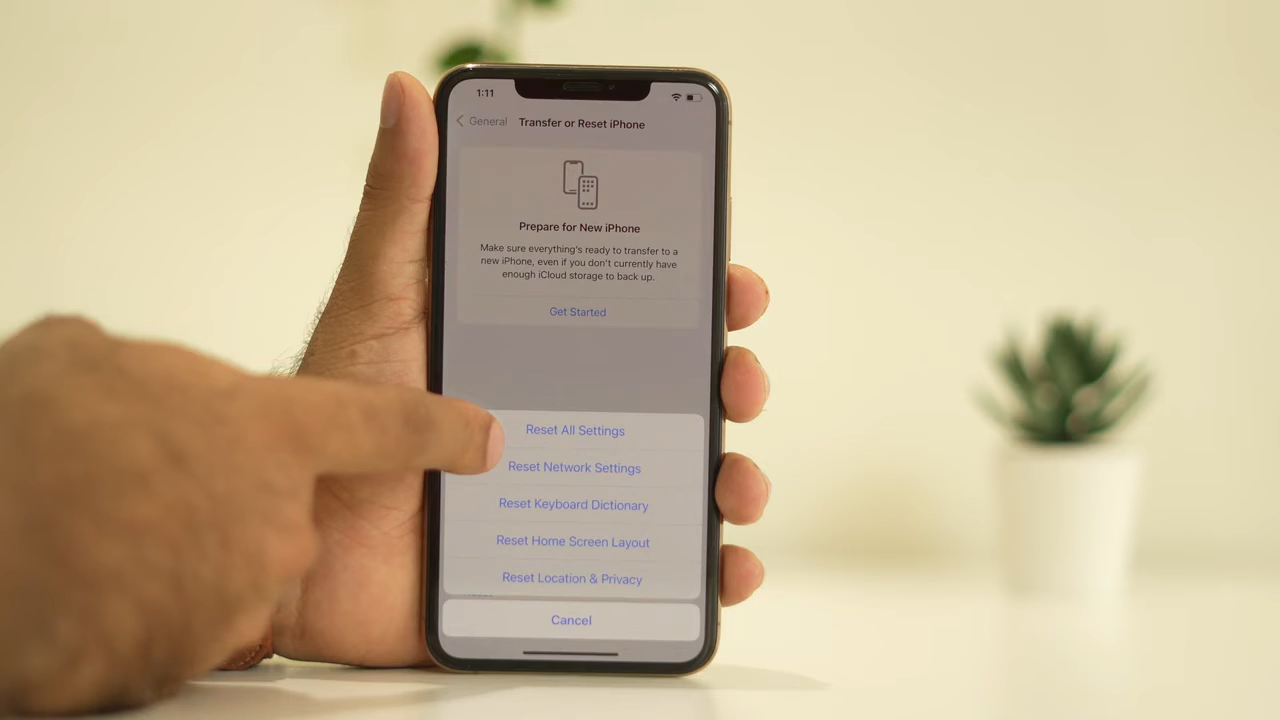 1:11
General
Transfer or Reset iPhone
Prepare for New iPhone
Make sure everything's ready to transfer to a
new iPhone, even if you don't currently have
enough iCloud storage to back up.
Get Started
Reset All Settings
Reset Network Settings
Reset Keyboard Dictionary
Reset Home Screen Layout
Reset Location & Privacy
Cancel